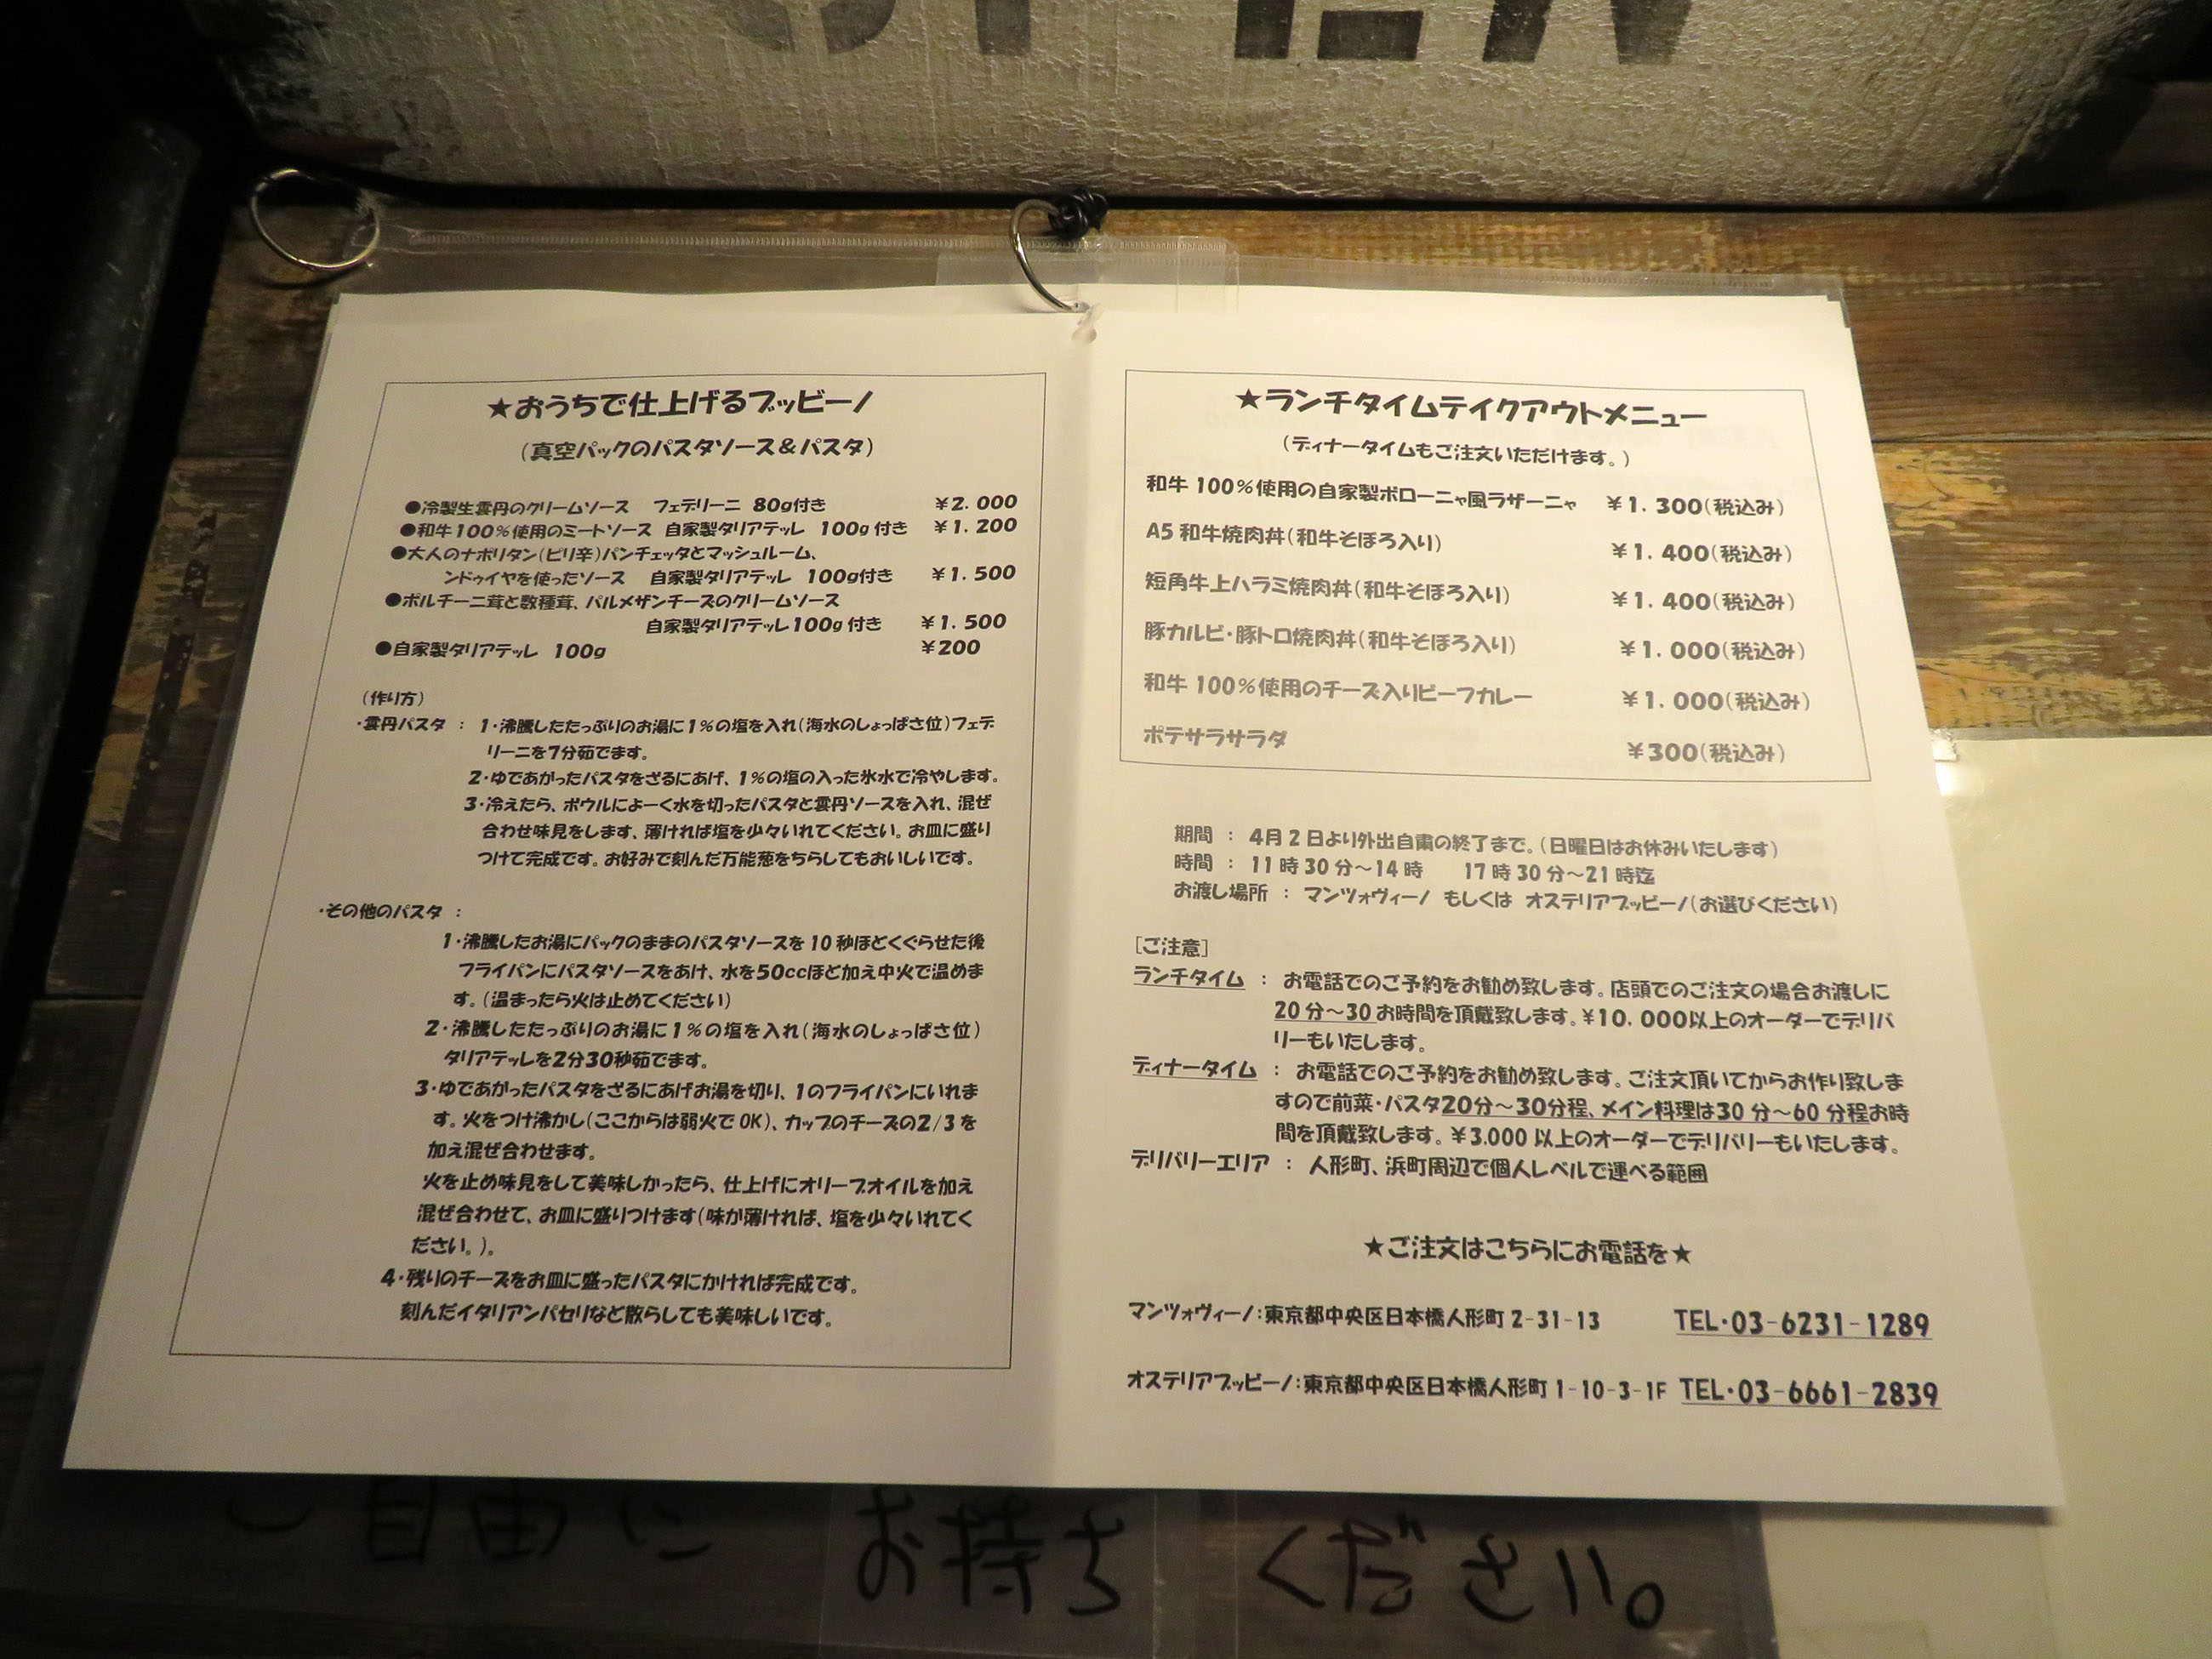 OPEN
★おうちで仕上げるブッビーノ
(真空パックのパスタソース&パスタ)
●冷製生雲丹のクリームソース フェデリーニ 80g付き ¥2.000
●和牛100%使用のミートソース 自家製タリアテッレ 100g付き ¥1.200
●大人のナポリタン(ピリ辛)パンチェッタとマッシュルーム、
ンドゥイヤを使ったソース 自家製タリアテッレ 100g付き ¥1.500
●ポルチーニ茸と数種茸、パルメザンチーズのクリームソース
自家製タリアテッレ100g付き ¥1.500
●自家製タリアテッレ 100g ¥200
(作り方)
・雲丹パスタ : 1・沸騰したたっぷりのお湯に1%の塩を入れ(海水のしょっぱさ位)フェデ
リーニを7分茹でます。
2・ゆであがったパスタをざるにあげ、1%の塩の入った氷水で冷やします。
3・冷えたら、ボウルによーく水を切ったパスタと雲丹ソースを入れ、混ぜ
合わせ味見をします、薄ければ塩を少々いれてください。お皿に盛り
つけて完成です。お好みで刻んだ万能葱をちらしてもおいしいです。
・その他のパスタ :
1・沸騰したお湯にパックのままのパスタソースを10秒ほどくぐらせた後
フライパンにパスタソースをあけ、水を50ccほど加え中火で温めま
す。(温まったら火は止めてください)
2・沸騰したたっぷりのお湯に1%の塩を入れ(海水のしょっぱさ位)
タリアテッレを2分30秒茹でます。
3・ゆであがったパスタをざるにあげお湯を切り、1のフライパンにいれま
す。火をつけ沸かし(ここからは弱火でOK)、カップのチーズの2/3を
加え混ぜ合わせます。
火を止め味見をして美味しかったら、仕上げにオリーブオイルを加え
混ぜ合わせて、お皿に盛りつけます(味が薄ければ、塩を少々いれてく
ださい。)。
4・残りのチーズをお皿に盛ったパスタにかければ完成です。
刻んだイタリアンパセリなど散らしても美味しいです。
★ランチタイムテイクアウトメニュー
(ディナータイムもご注文いただけます。)
和牛100%使用の自家製ボローニャ風ラザーニャ ¥1.300(税込み)
A5和牛焼肉丼(和牛そぼろ入り) ¥1.400(税込み)
短角牛上ハラミ焼肉丼(和牛そぼろ入り) ¥1.400(税込み)
豚カルビ・豚トロ焼肉丼(和牛そぼろ入り) ¥1.000(税込み)
和牛100%使用のチーズ入りビーフカレー ¥1.000(税込み)
ポテサラサラダ ¥300(税込み)
期間 : 4月2日より外出自粛の終了まで。(日曜日はお休みいたします)
時間 : 11時30分~14時 17時30分~21時迄
お渡し場所 : マンツォヴィーノ もしくは オステリアブッビーノ(お選びください)
[ご注意]
ランチタイム : お電話でのご予約をお勧め致します。店頭でのご注文の場合お渡しに
20分~30お時間を頂戴致します。¥10.000以上のオーダーでデリバ
リーもいたします。
ディナータイム : お電話でのご予約をお勧め致します。ご注文頂いてからお作り致しま
すので前菜・パスタ20分~30分程、メイン料理は30分~60分程お時
間を頂戴致します。¥3.000以上のオーダーでデリバリーもいたします。
デリバリーエリア : 人形町、浜町周辺で個人レベルで運べる範囲
★ご注文はこちらにお電話を★
マンツォヴィーノ:東京都中央区日本橋人形町2-31-13 TEL・03-6231-1289
オステリアブッビーノ:東京都中央区日本橋人形町1-10-3-1F TEL・03-6661-2839
ご自由に お持ち ください。